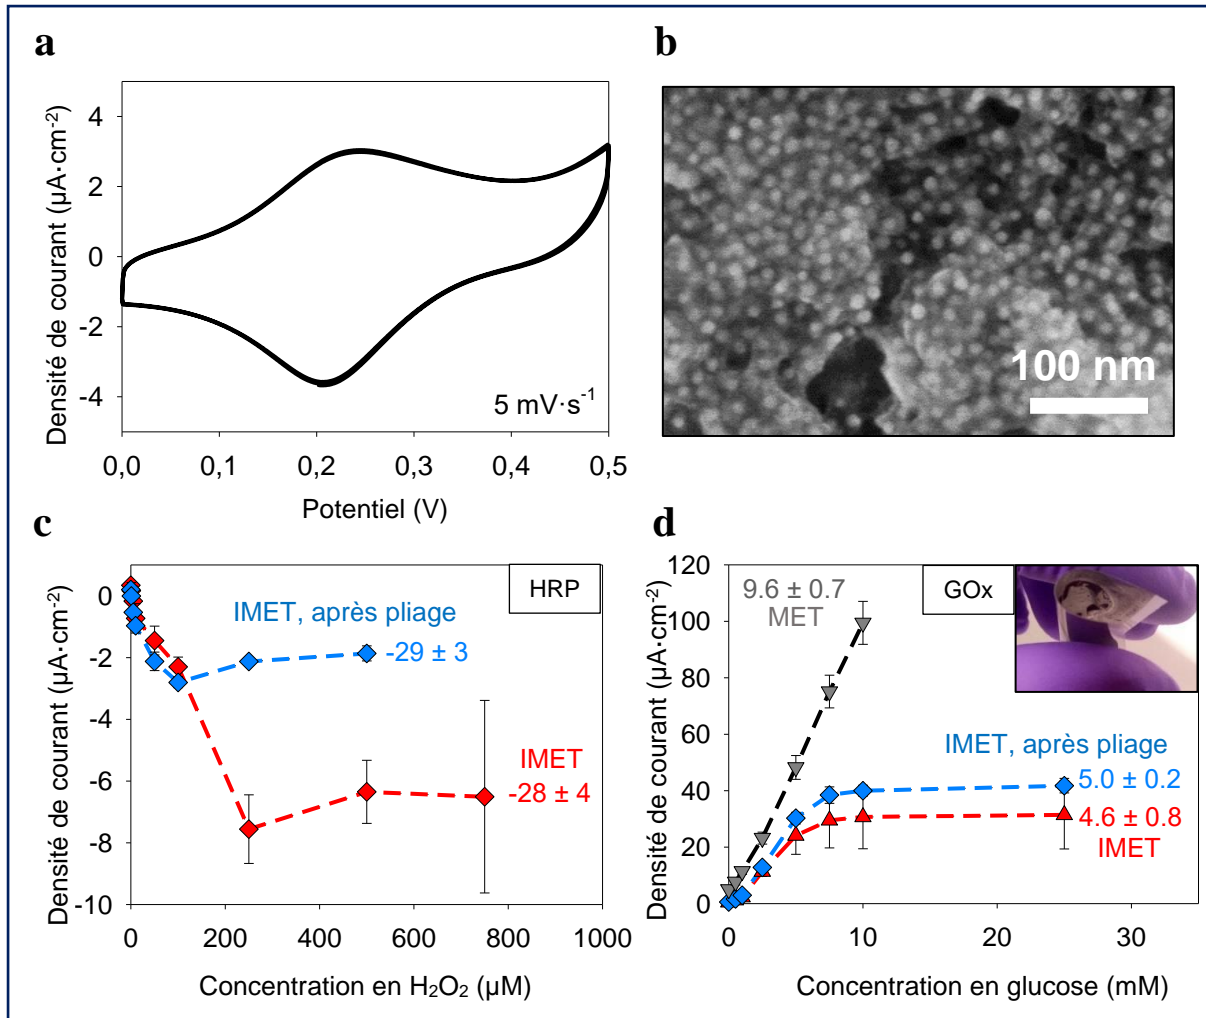 a
Densité de courant (µA·cm-2)
4
2
0
-2
-4
5 mV·s-1
0,0
0,1
0,2
0,3
0,4
0,5
Potentiel (V)
b
100 nm
c
Densité de courant (µA·cm-2)
0
-2
-4
-6
-8
-10
HRP
IMET, après pliage
-29 ± 3
IMET
-28 ± 4
0
200
400
600
800
1000
Concentration en H₂O₂ (µM)
d
Densité de courant (µA·cm-2)
120
100
80
60
40
20
0
9.6 ± 0.7
MET
GOx
IMET, après pliage
5.0 ± 0.2
4.6 ± 0.8
IMET
0
10
20
30
Concentration en glucose (mM)